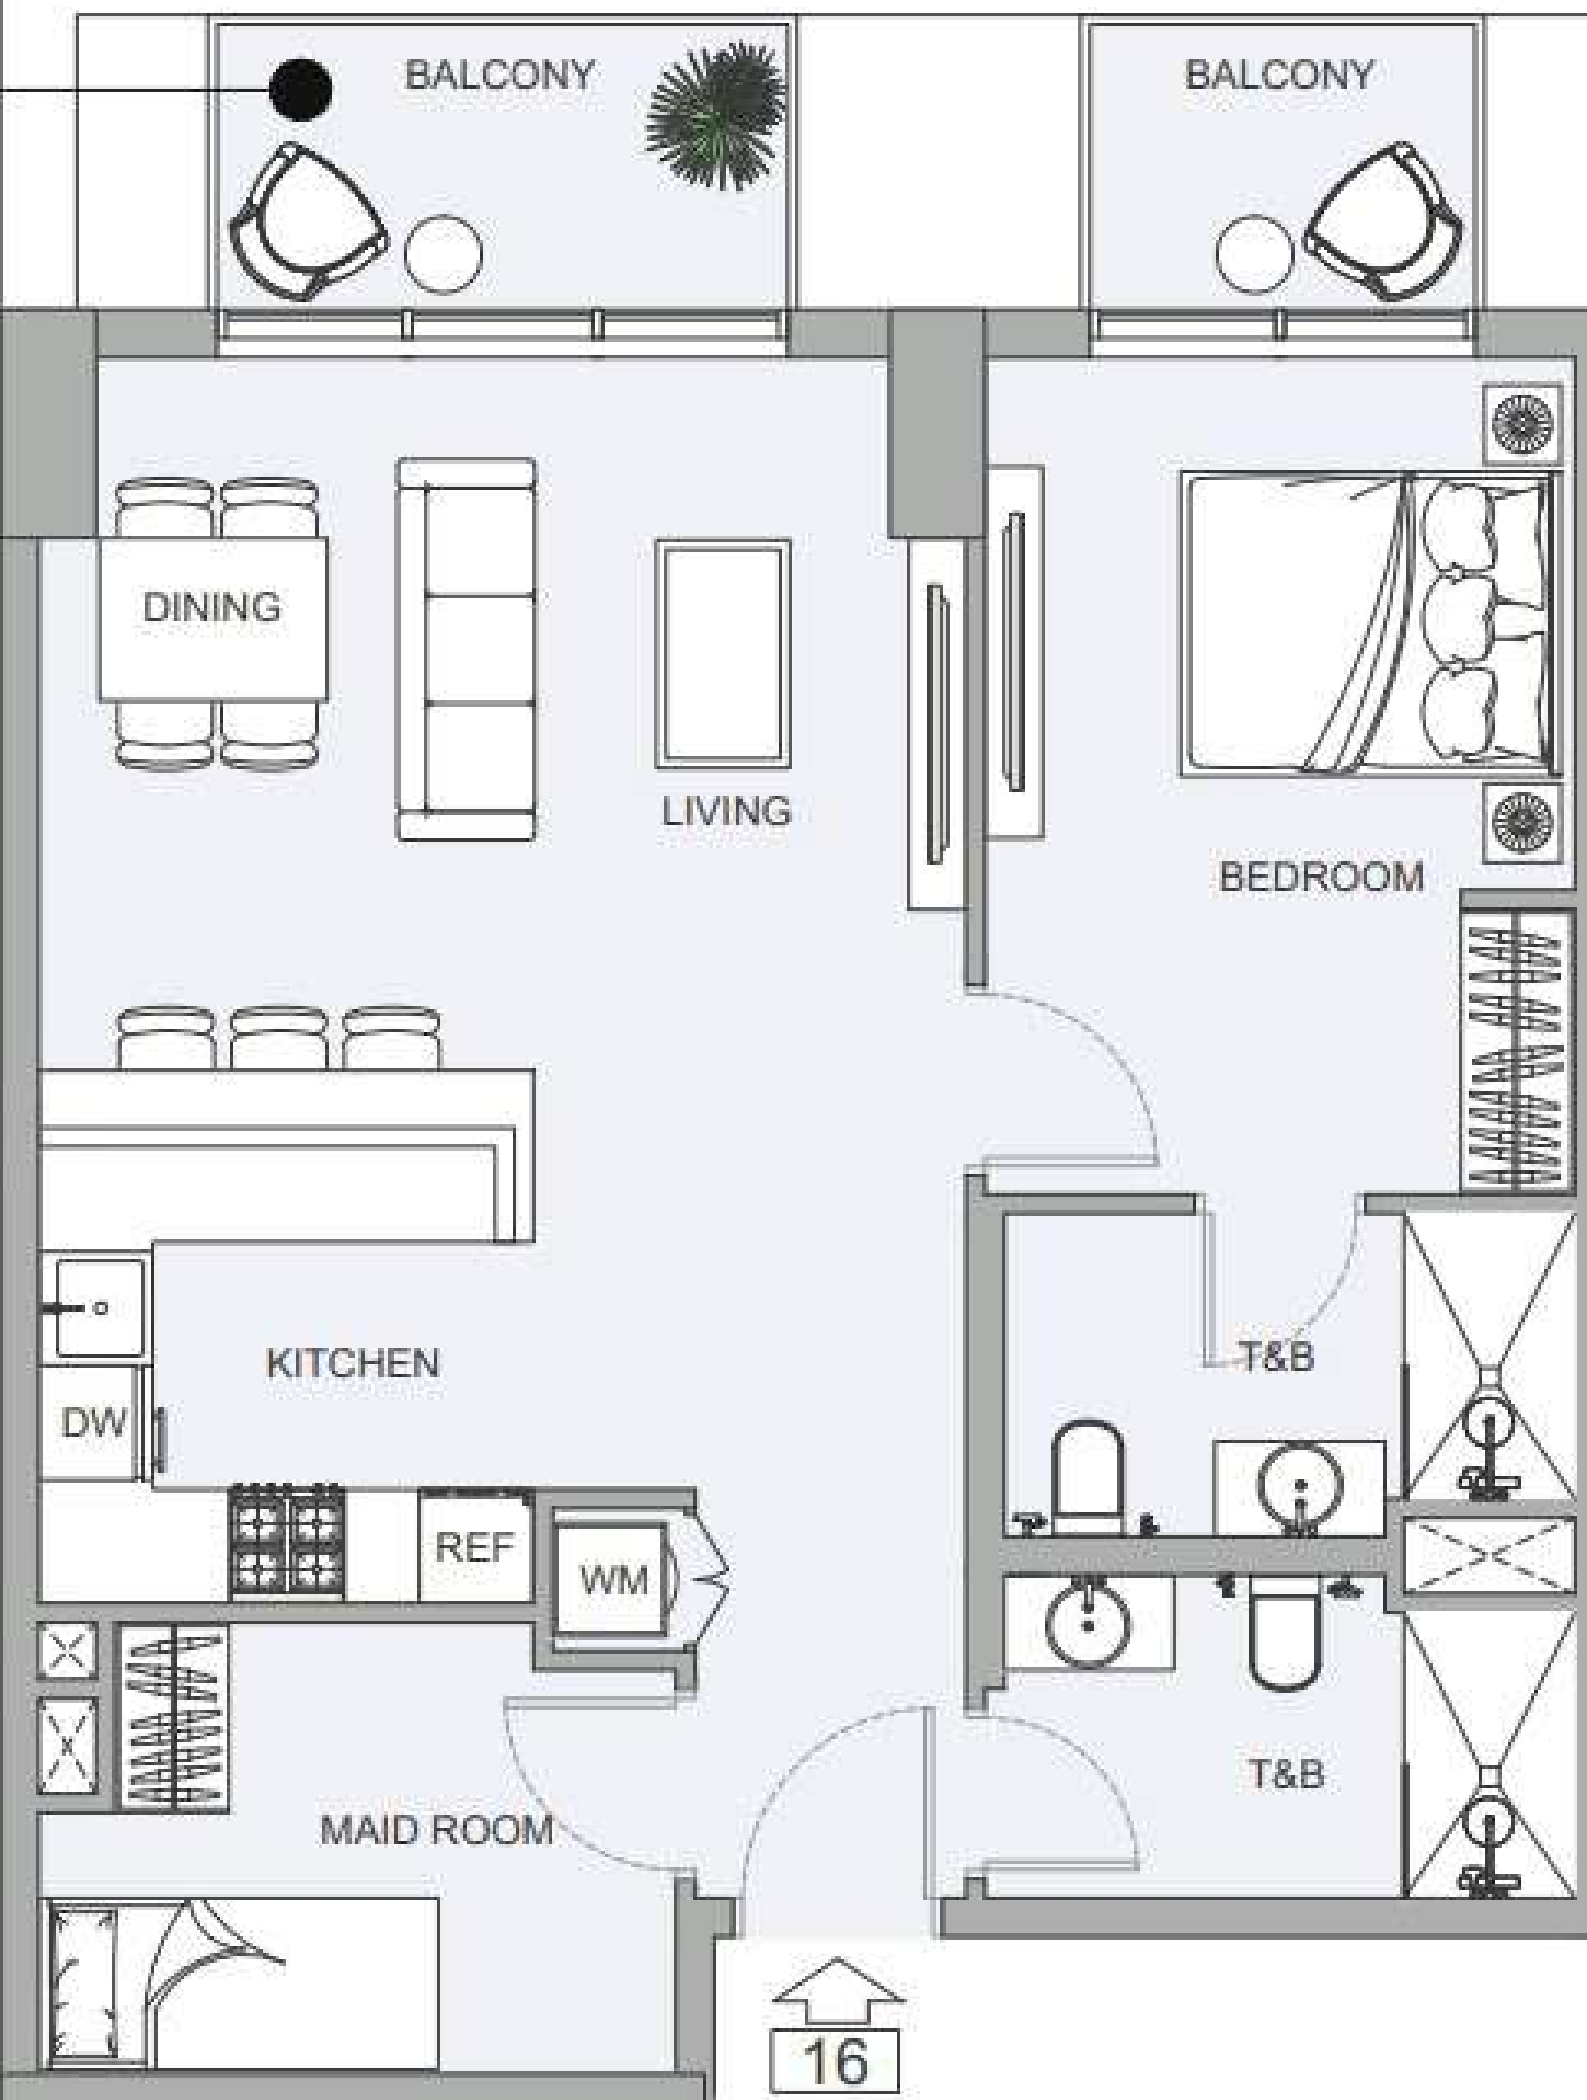 BALCONY
BALCONY
DINING
LIVING
BEDROOM
KITCHEN
T&B
DW
REF
WM
T&B
MAID ROOM
16